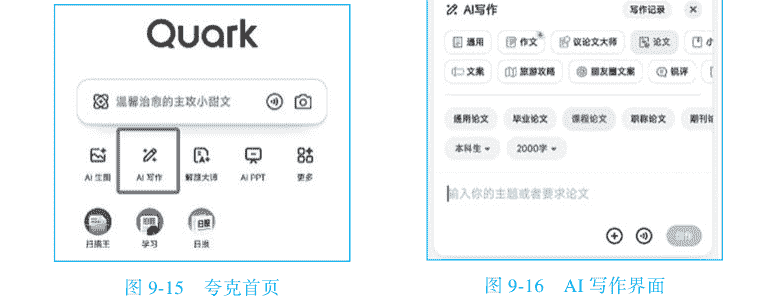 Quark
温馨治愈的主攻小甜文
AI 生图 AI 写作 解题大师 AI PPT 更多
扫描王 学习
图 9-15 夸克首页
AI写作 写作记录 ×
通用 作文 议论文大师 论文 小
文案 旅游攻略 朋友圈文案 锐评
通用论文 毕业论文 课程论文 职称论文 期刊论
本科生 2000字
输入你的主题或者要求论文
图 9-16 AI 写作界面